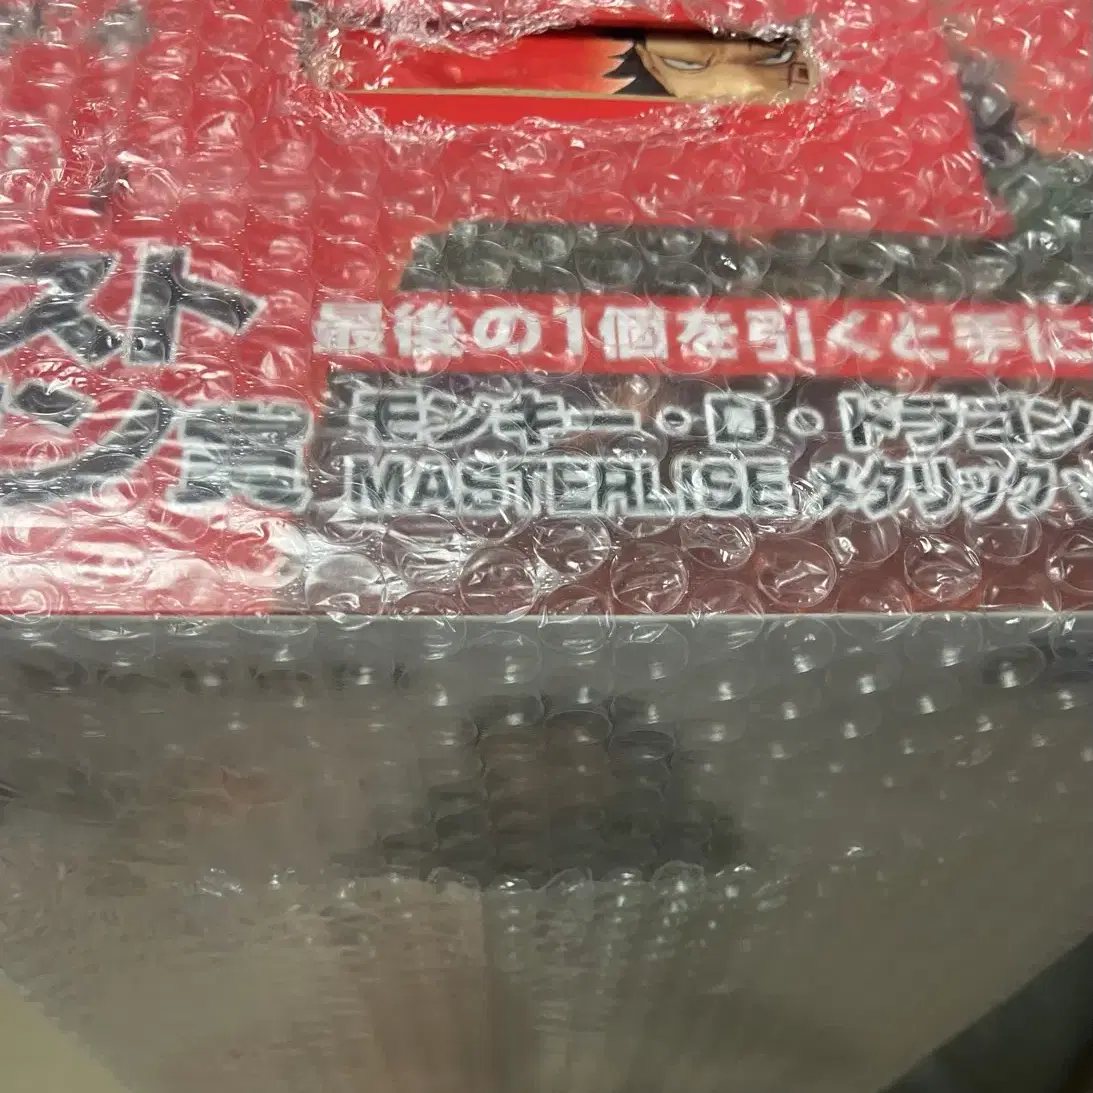 スト
ン賞
最後の1個を引くと手に
モンキー・D・ドラゴン
MASTERLISE メタリック